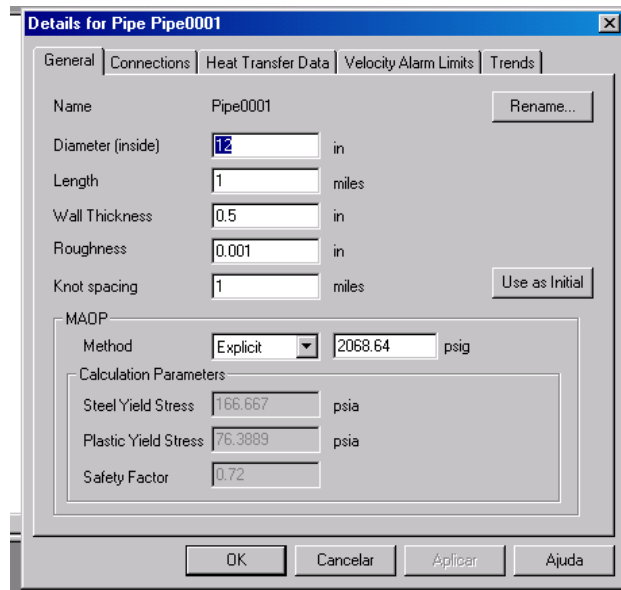 Details for Pipe Pipe0001
General Connections Heat Transfer Data Velocity Alarm Limits Trends
Name Pipe0001 Rename...
Diameter (inside) 12 in
Length 1 miles
Wall Thickness 0.5 in
Roughness 0.001 in
Knot spacing 1 miles Use as Initial
MAOP
Method Explicit 2068.64 psig
Calculation Parameters
Steel Yield Stress 166.667 psia
Plastic Yield Stress 76.3889 psia
Safety Factor 0.72
OK Cancelar Aplicar Ajuda